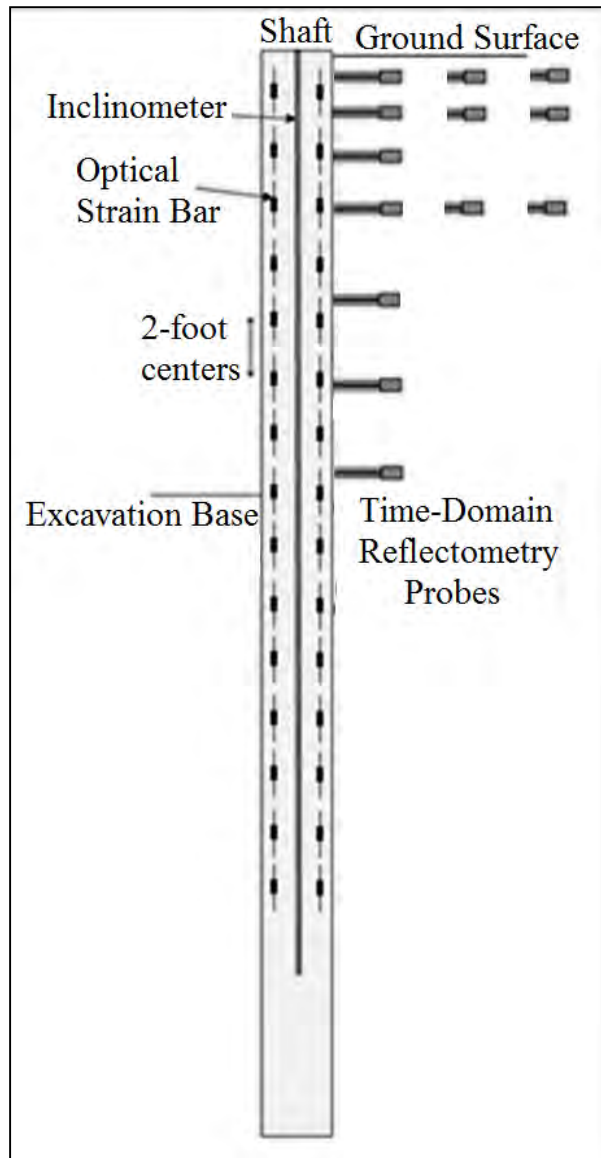 Shaft
Ground Surface
Inclinometer
Optical
Strain Bar
2-foot
centers
Excavation Base
Time-Domain
Reflectometry
Probes